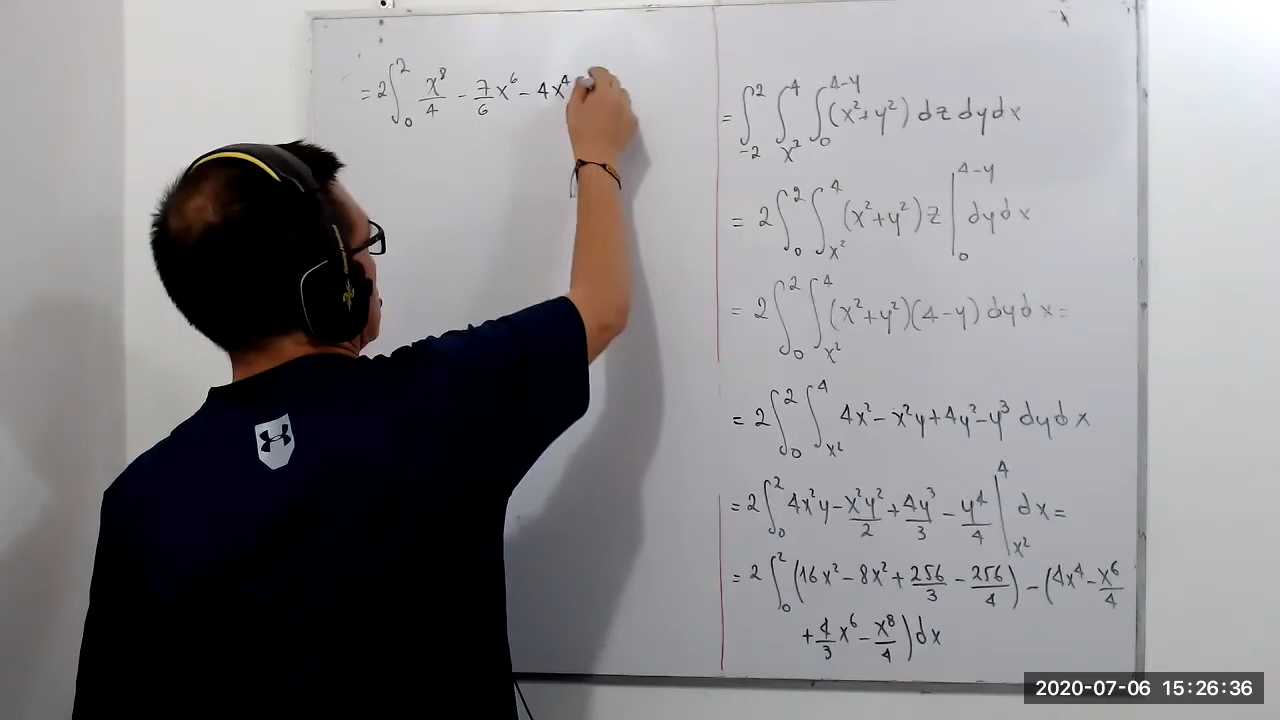 = 2∫₀² x⁸/4 - 7/6 x⁶ - 4x⁴
= ∫₋₂² ∫ₓ²⁴ ∫₀⁴⁻ʸ (x²+y²) dz dy dx
= 2∫₀² ∫ₓ²⁴ (x²+y²) z |₀⁴⁻ʸ dy dx
= 2∫₀² ∫ₓ²⁴ (x²+y²)(4-y) dy dx =
= 2∫₀² ∫ₓ²⁴ 4x² - x²y + 4y² - y³ dy dx
= 2∫₀² 4x²y - x²y²/2 + 4y³/3 - y⁴/4 |ₓ²⁴ dx =
= 2∫₀² (16x² - 8x² + 256/3 - 256/4) - (4x⁴ - x⁶/4
+ 4/3 x⁶ - x⁸/4) dx
2020-07-06 15:26:36